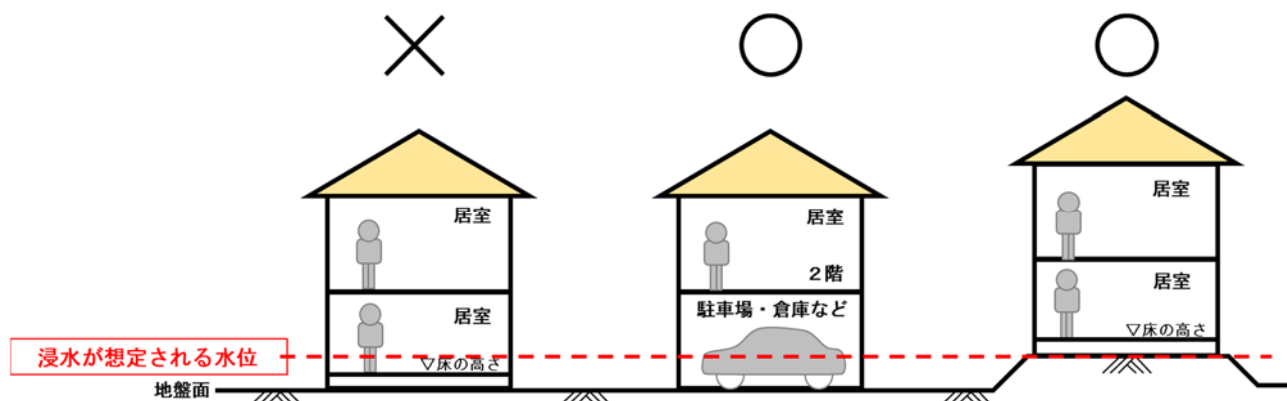 居室
居室
▽床の高さ
居室
２階
駐車場・倉庫など
居室
居室
▽床の高さ
浸水が想定される水位
地盤面